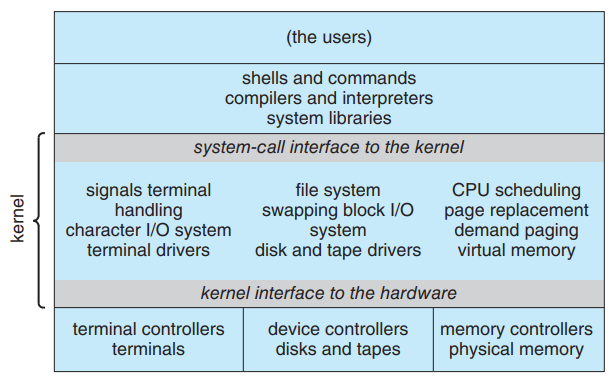 (the users)
shells and commands
compilers and interpreters
system libraries
kernel
system-call interface to the kernel
signals terminal
handling
character I/O system
terminal drivers
file system
swapping block I/O
system
disk and tape drivers
CPU scheduling
page replacement
demand paging
virtual memory
kernel interface to the hardware
terminal controllers
terminals
device controllers
disks and tapes
memory controllers
physical memory